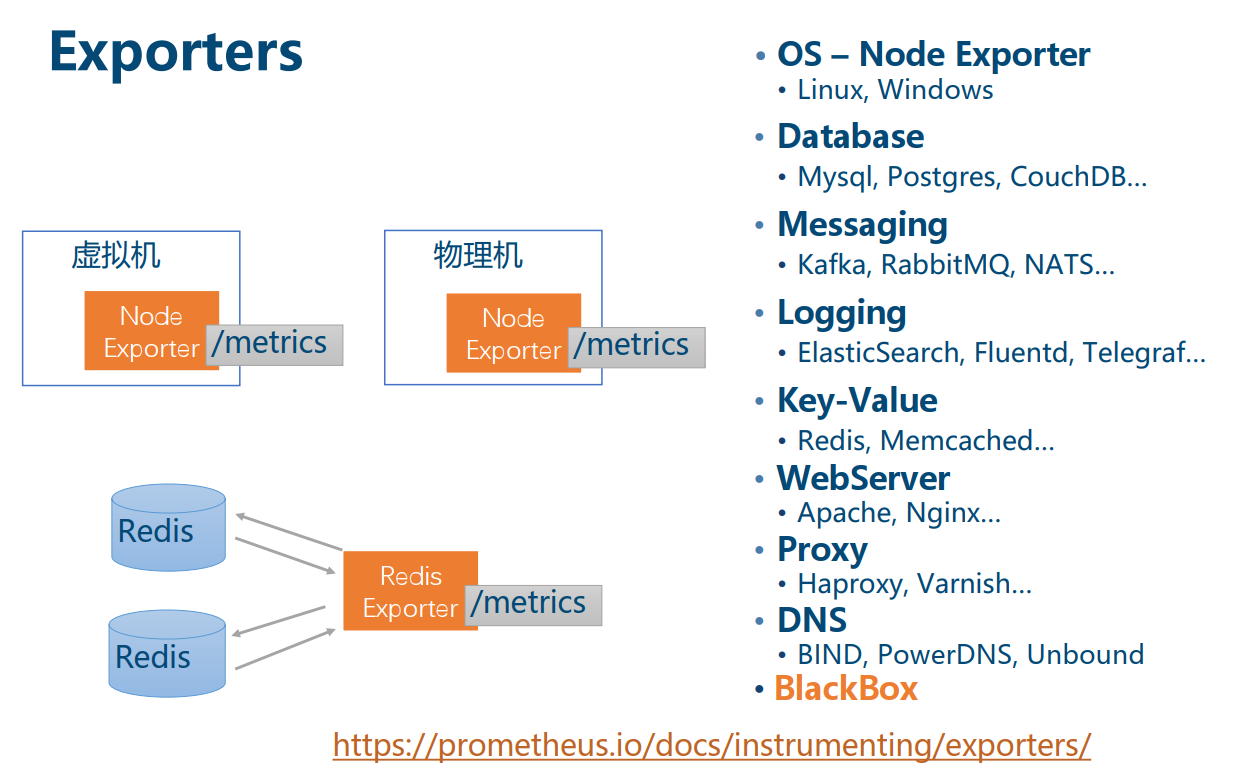 Exporters
虚拟机
Node
Exporter
/metrics
物理机
Node
Exporter
/metrics
Redis
Redis
Redis
Exporter
/metrics
• OS – Node Exporter
• Linux, Windows
• Database
• Mysql, Postgres, CouchDB…
• Messaging
• Kafka, RabbitMQ, NATS…
• Logging
• ElasticSearch, Fluentd, Telegraf…
• Key-Value
• Redis, Memcached…
• WebServer
• Apache, Nginx…
• Proxy
• Haproxy, Varnish…
• DNS
• BIND, PowerDNS, Unbound
• BlackBox
https://prometheus.io/docs/instrumenting/exporters/